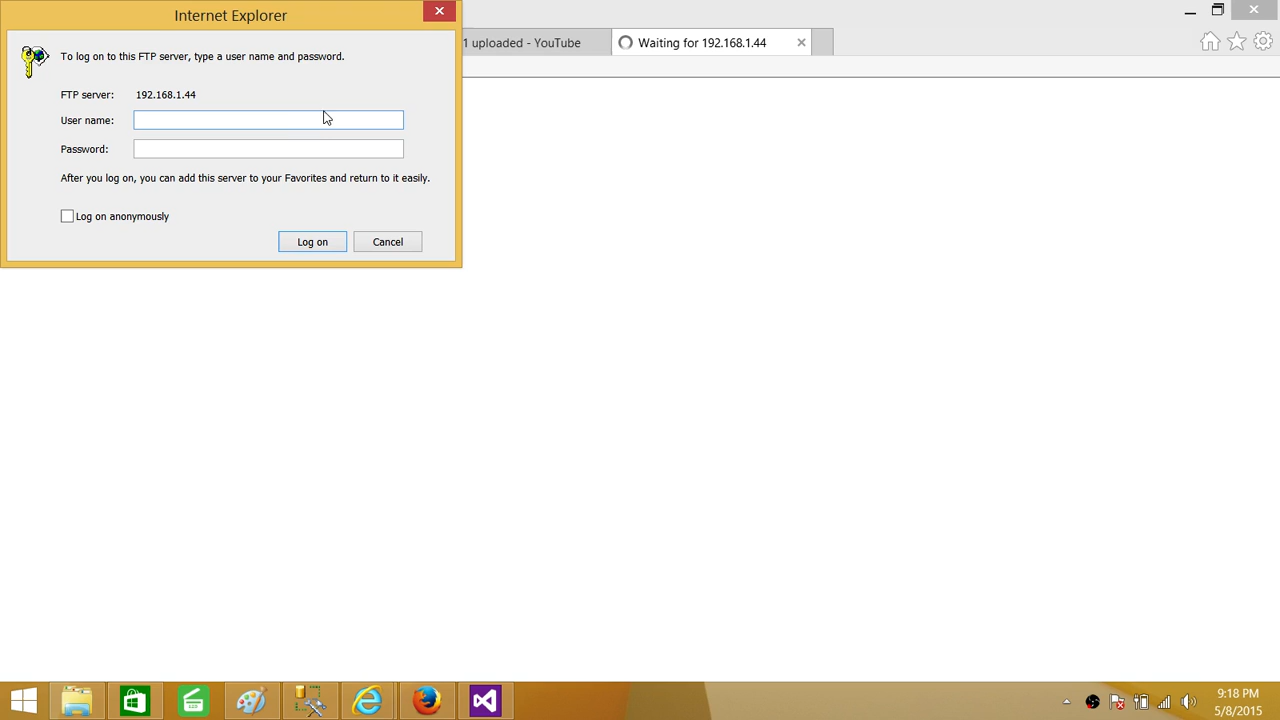 Internet Explorer
1 uploaded - YouTube
Waiting for 192.168.1.44
To log on to this FTP server, type a user name and password.
FTP server: 192.168.1.44
User name:
Password:
After you log on, you can add this server to your Favorites and return to it easily.
Log on anonymously
Log on Cancel
9:18 PM
5/8/2015